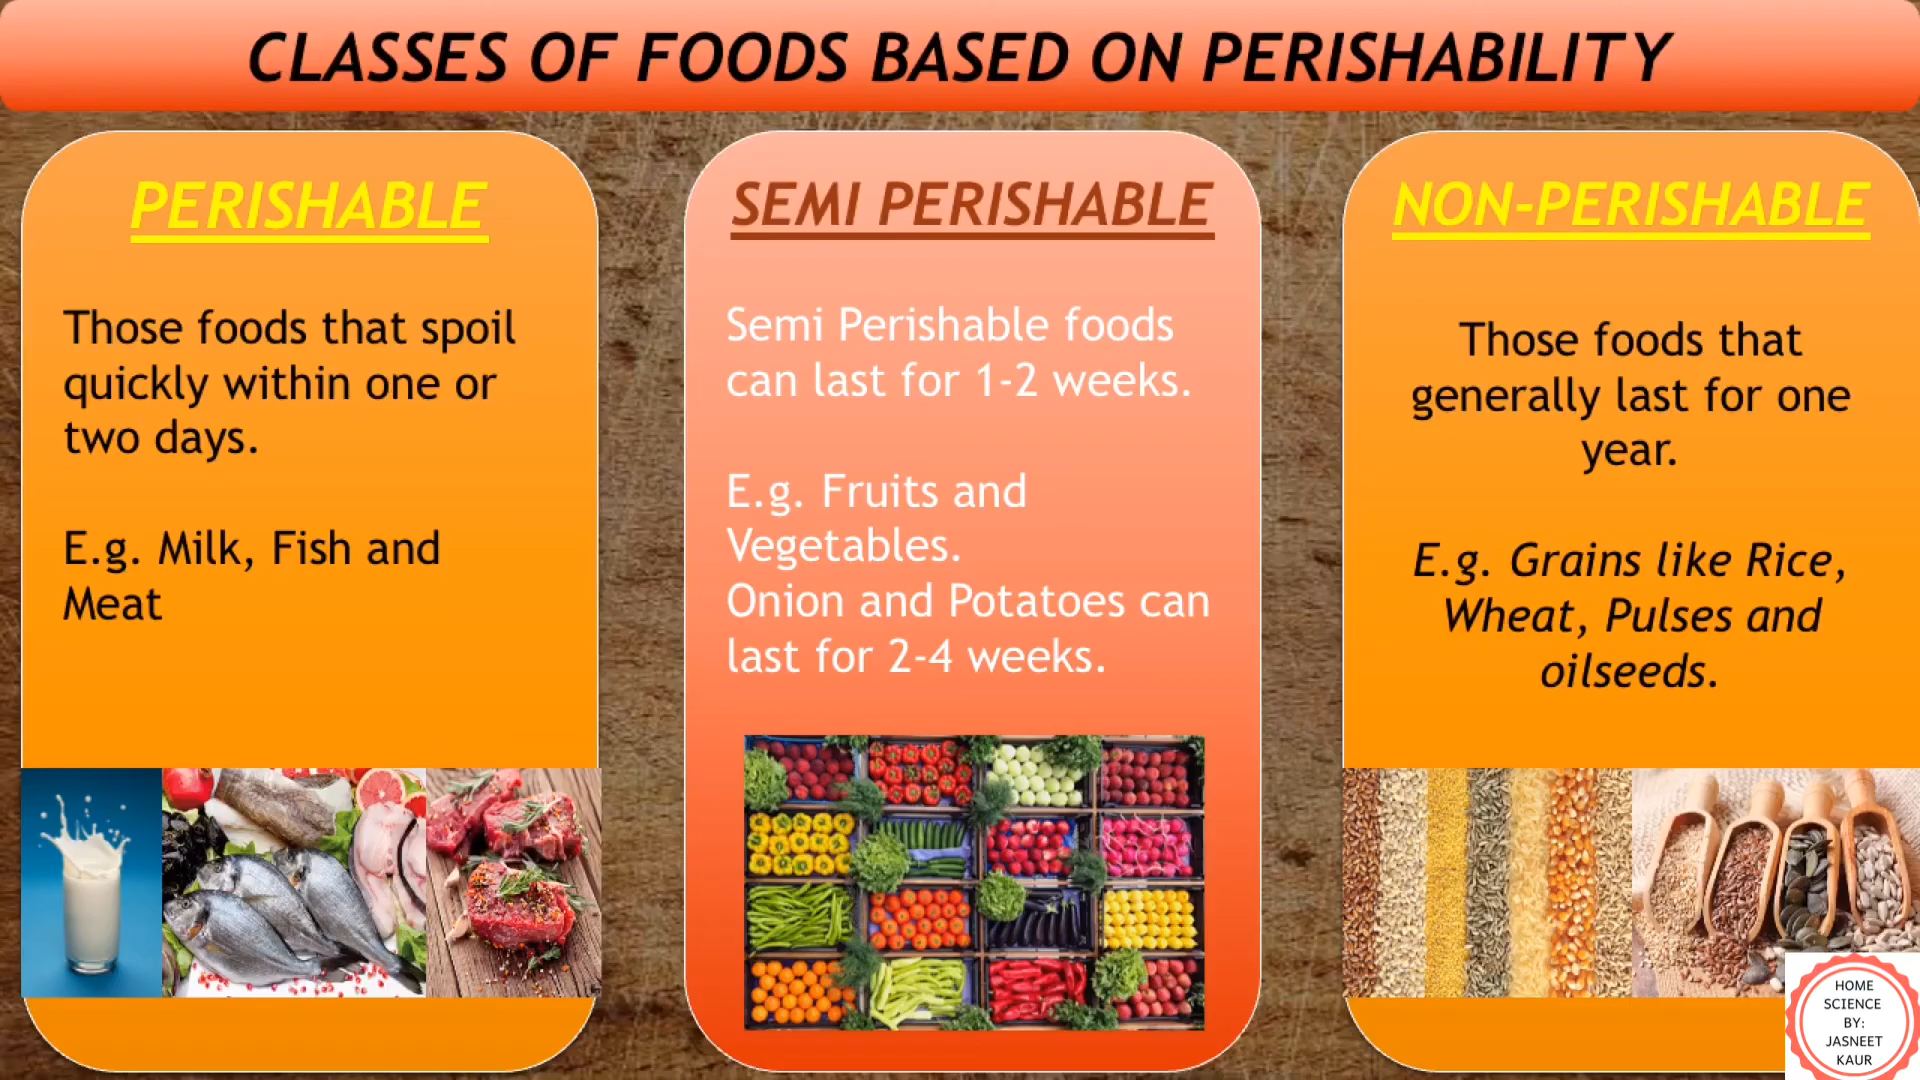 CLASSES OF FOODS BASED ON PERISHABILITY
PERISHABLE
Those foods that spoil
quickly within one or
two days.
E.g. Milk, Fish and
Meat
SEMI PERISHABLE
Semi Perishable foods
can last for 1-2 weeks.
E.g. Fruits and
Vegetables.
Onion and Potatoes can
last for 2-4 weeks.
NON-PERISHABLE
Those foods that
generally last for one
year.
E.g. Grains like Rice,
Wheat, Pulses and
oilseeds.
HOME
SCIENCE
BY:
JASNEET
KAUR